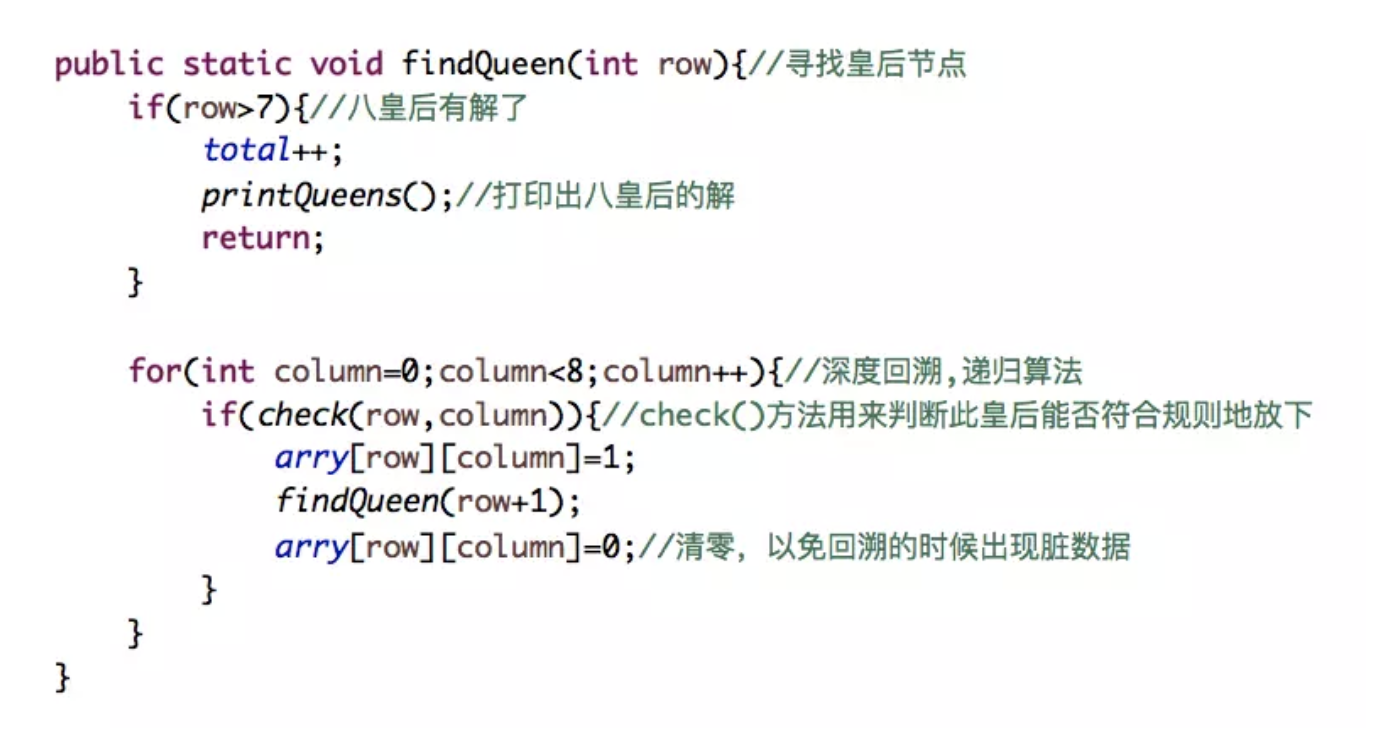 public static void findQueen(int row){//寻找皇后节点
    if(row>7){//八皇后有解了
        total++;
        printQueens();//打印出八皇后的解
        return;
    }
    for(int column=0;column<8;column++){//深度回溯,递归算法
        if(check(row,column)){//check()方法用来判断此皇后能否符合规则地放下
            arry[row][column]=1;
            findQueen(row+1);
            arry[row][column]=0;//清零，以免回溯的时候出现脏数据
        }
    }
}